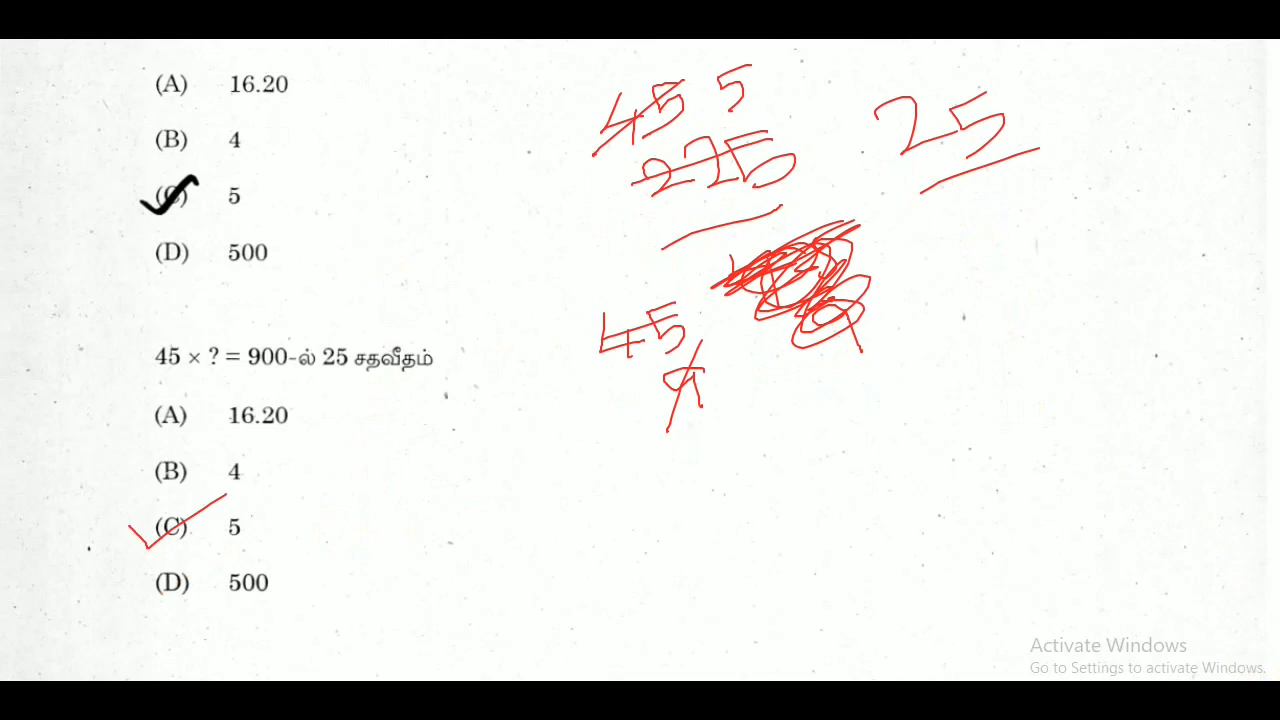 (A) 16.20
(B) 4
(C) 5
(D) 500
45 × ? = 900-ல் 25 சதவீதம்
(A) 16.20
(B) 4
(C) 5
(D) 500
45 5
225
25
45
Activate Windows
Go to Settings to activate Windows.